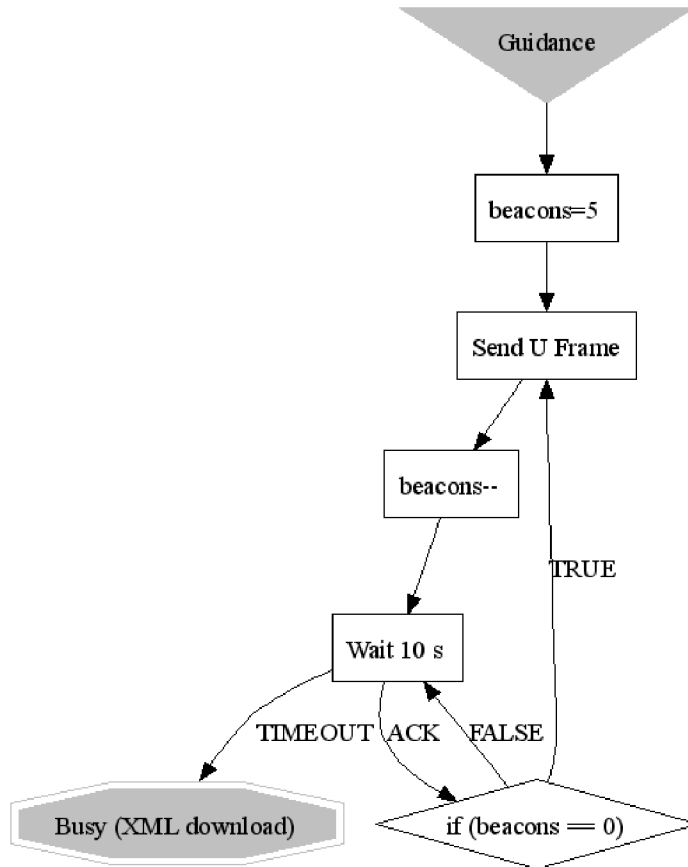 Guidance
beacons=5
Send U Frame
beacons--
TRUE
Wait 10 s
TIMEOUT
ACK
FALSE
Busy (XML download)
if (beacons == 0)